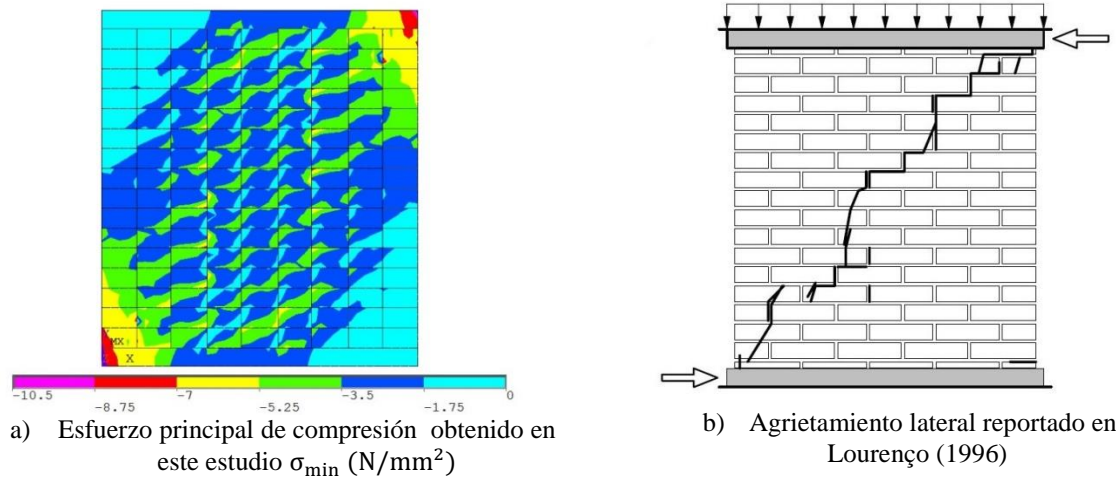 MX
X
-10.5 -7 -3.5 0
-8.75 -5.25 -1.75
a) Esfuerzo principal de compresión obtenido en
este estudio σmin (N/mm²)
b) Agrietamiento lateral reportado en
Lourenço (1996)